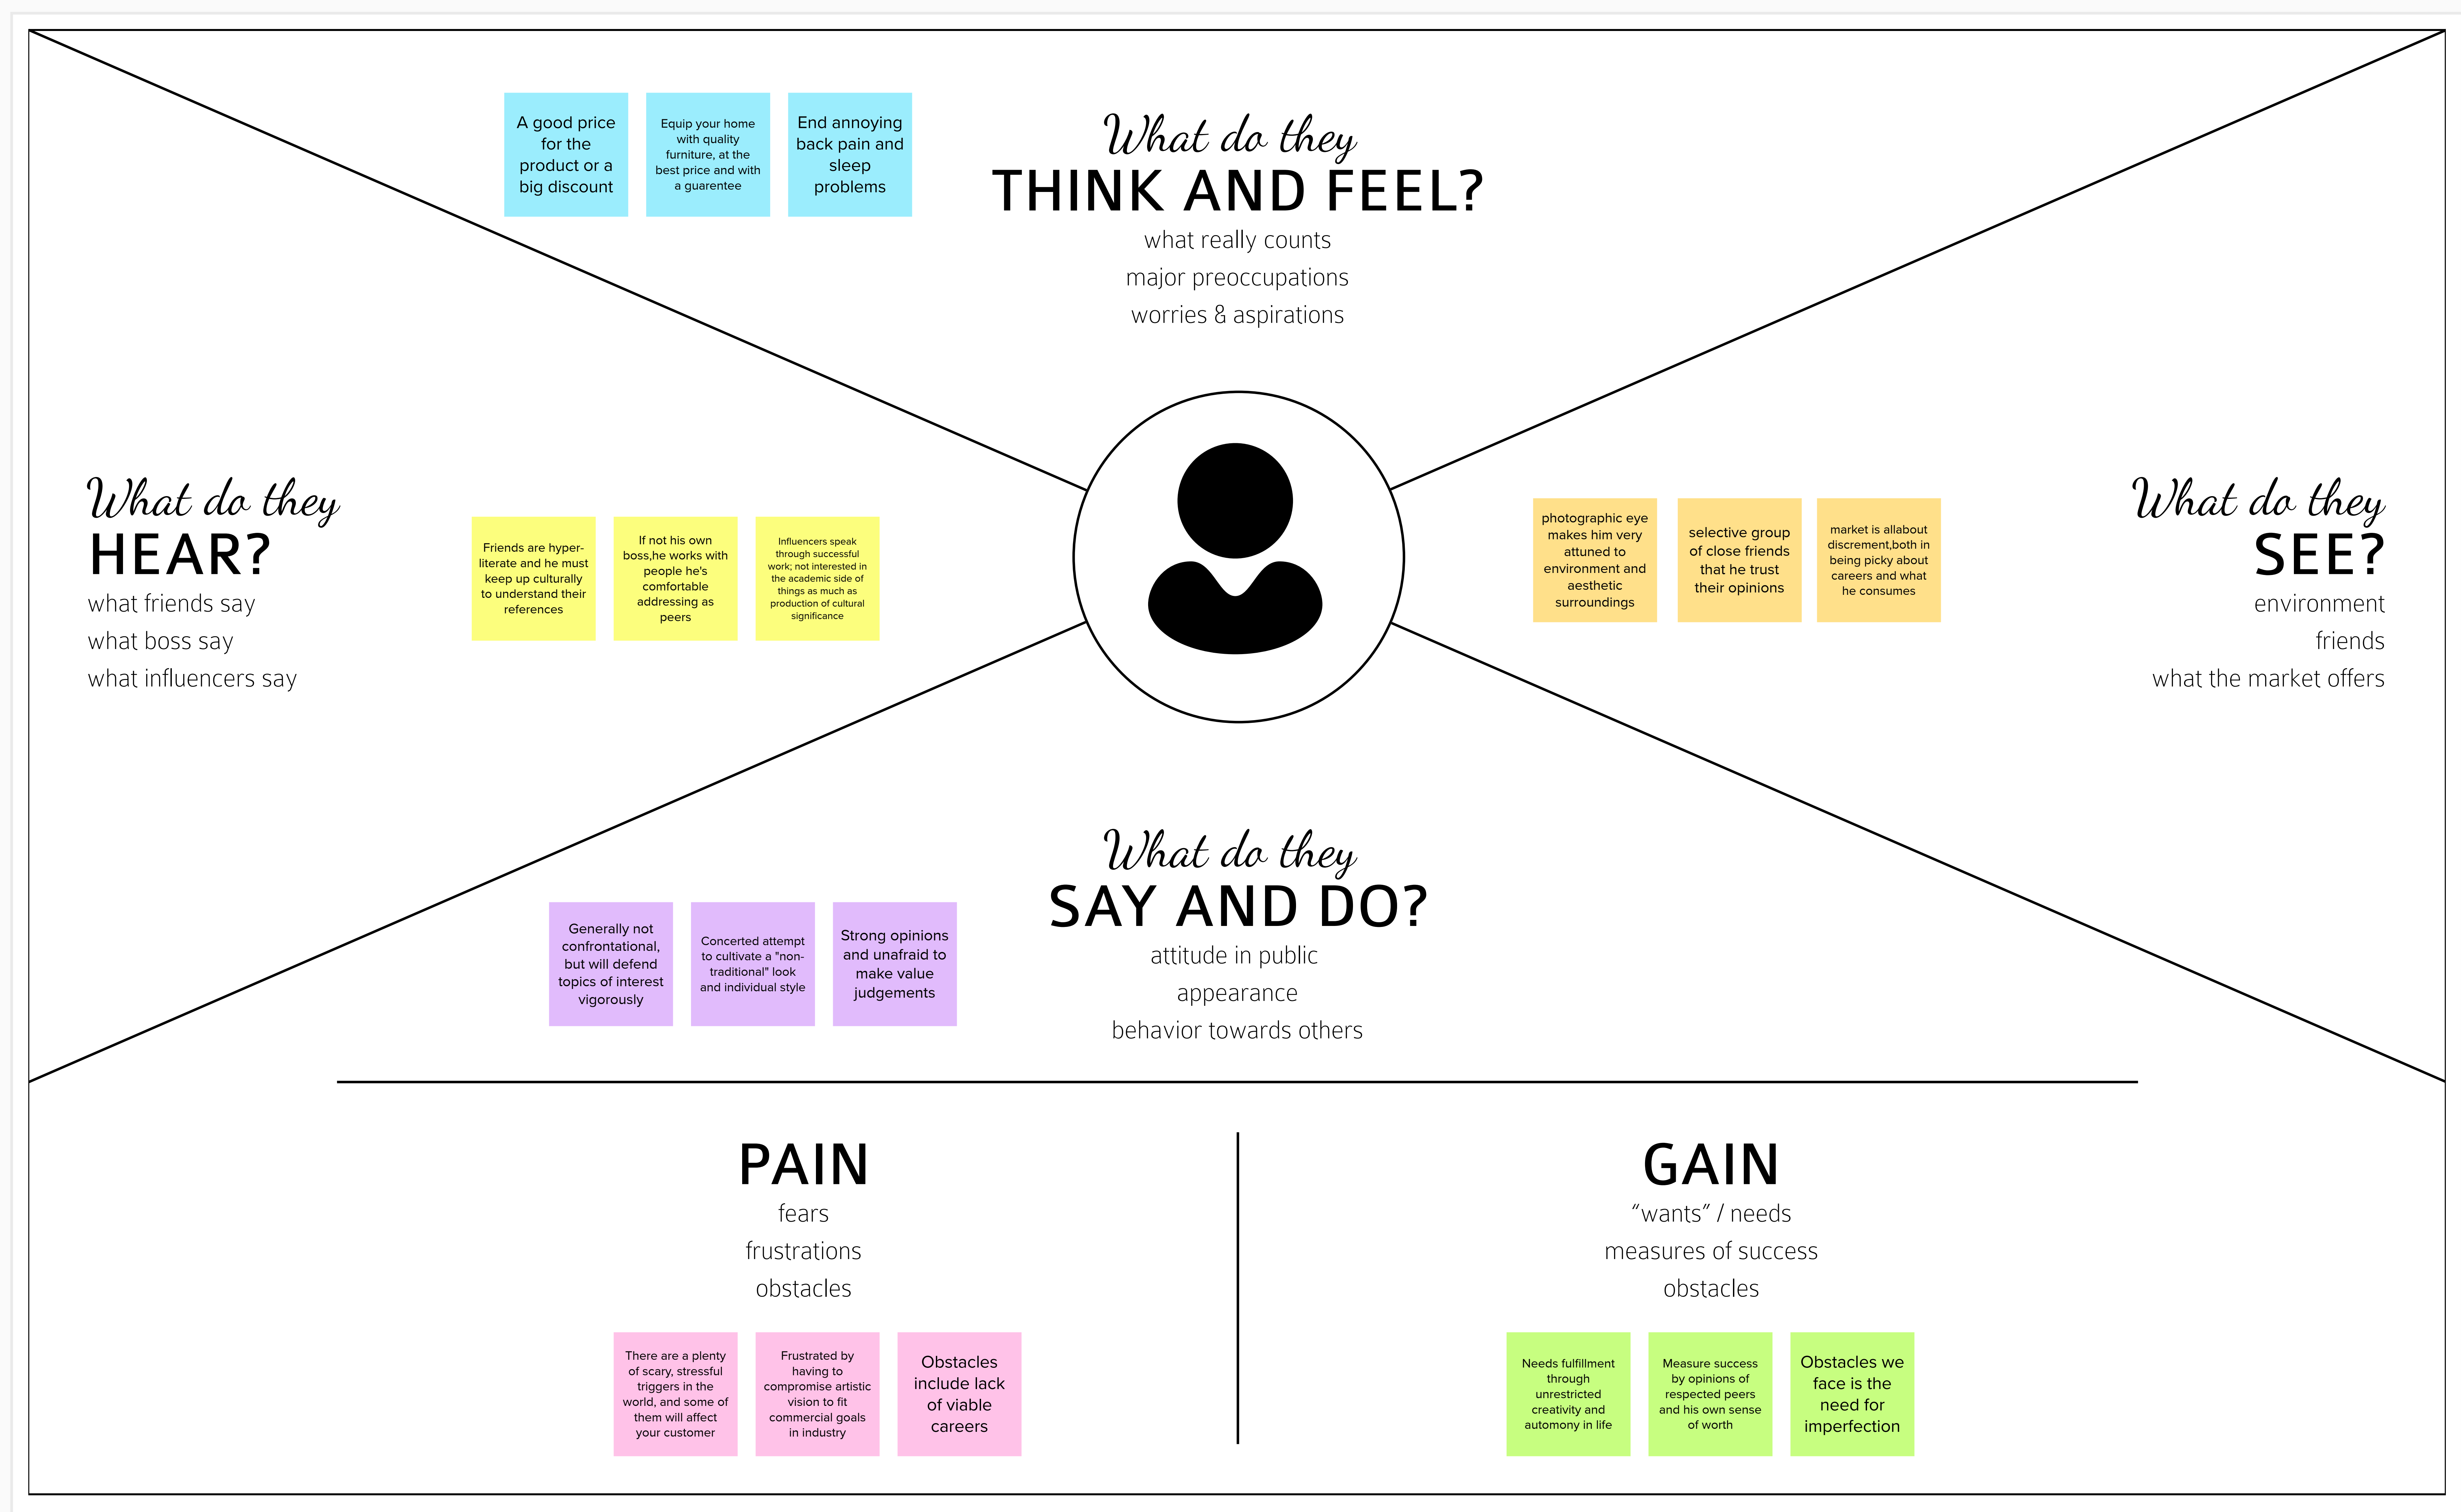 A good price
for the
product or a
big discount
Equip your home
with quality
furniture, at the
best price and with
a guarentee
End annoying
back pain and
sleep
problems
What do they
THINK AND FEEL?
what really counts
major preoccupations
worries & aspirations
What do they
HEAR?
what friends say
what boss say
what influencers say
Friends are hyper-
literate and he must
keep up culturally
to understand their
references
If not his own
boss,he works with
people he's
comfortable
addressing as
peers
Influencers speak
through successful
work; not interested in
the academic side of
things as much as
production of cultural
significance
photographic eye
makes him very
attuned to
environment and
aesthetic
surroundings
selective group
of close friends
that he trust
their opinions
market is allabout
discrement,both in
being picky about
careers and what
he consumes
What do they
SEE?
environment
friends
what the market offers
Generally not
confrontational,
but will defend
topics of interest
vigorously
Concerted attempt
to cultivate a "non-
traditional" look
and individual style
Strong opinions
and unafraid to
make value
judgements
What do they
SAY AND DO?
attitude in public
appearance
behavior towards others
PAIN
fears
frustrations
obstacles
There are a plenty
of scary, stressful
triggers in the
world, and some of
them will affect
your customer
Frustrated by
having to
compromise artistic
vision to fit
commercial goals
in industry
Obstacles
include lack
of viable
careers
GAIN
“wants” / needs
measures of success
obstacles
Needs fulfillment
through
unrestricted
creativity and
automony in life
Measure success
by opinions of
respected peers
and his own sense
of worth
Obstacles we
face is the
need for
imperfection